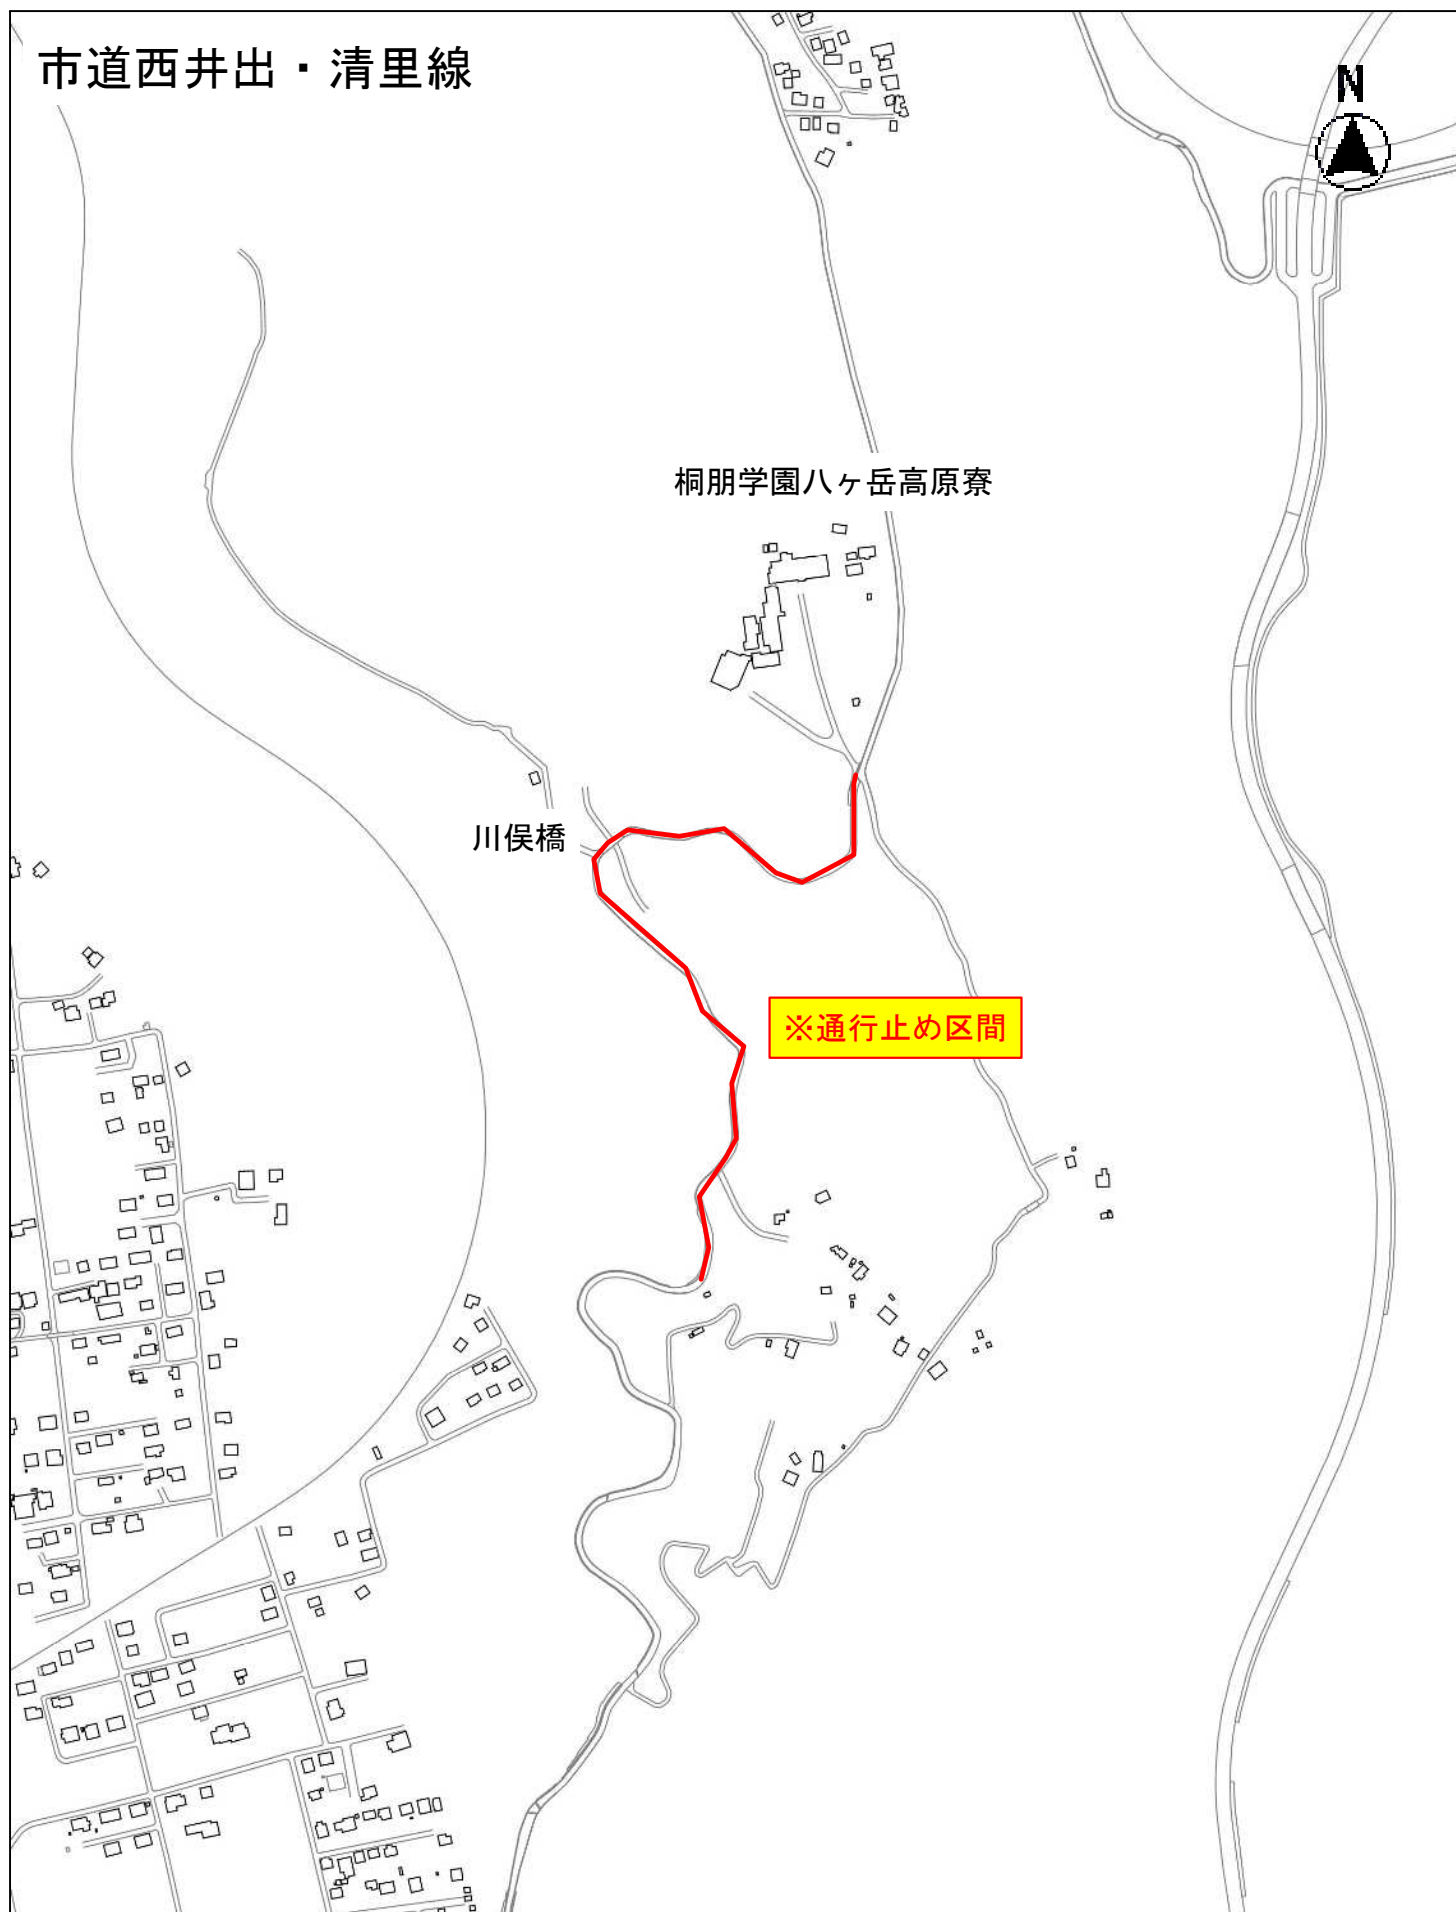 市道西井出・清里線
N
桐朋学園八ヶ岳高原寮
川俣橋
※通行止め区間